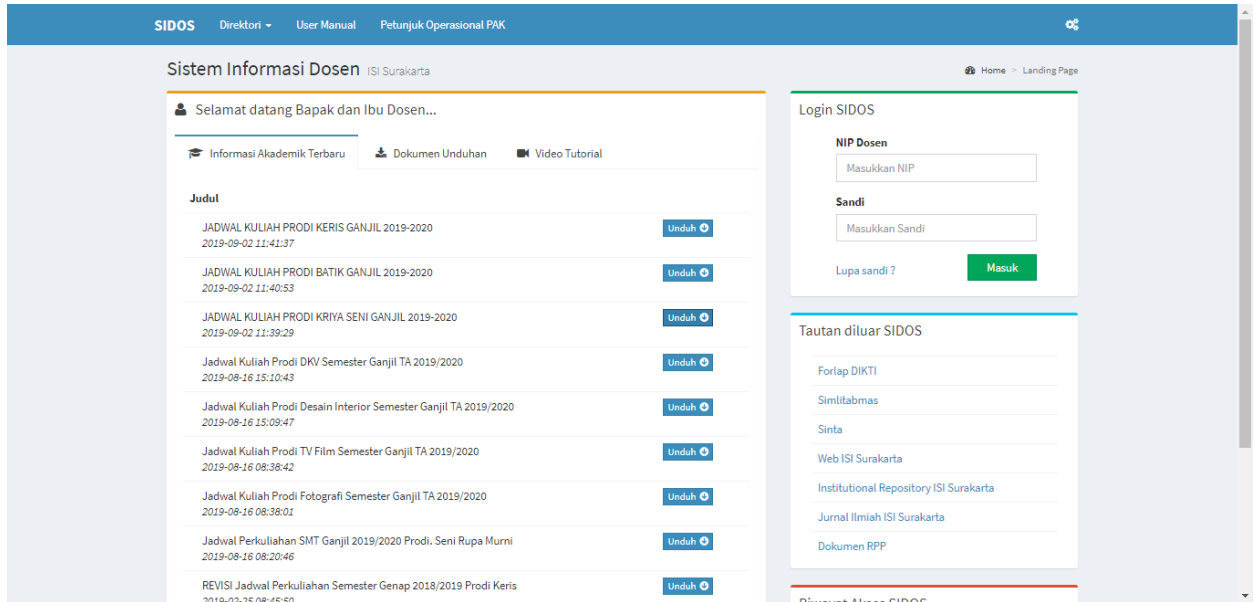 SIDOS Direktori User Manual Petunjuk Operasional PAK
Sistem Informasi Dosen ISI Surakarta
Home > Landing Page
Selamat datang Bapak dan Ibu Dosen...
Informasi Akademik Terbaru Dokumen Unduhan Video Tutorial
Judul
JADWAL KULIAH PRODI KERIS GANJIL 2019-2020 Unduh
2019-09-02 11:41:37
JADWAL KULIAH PRODI BATIK GANJIL 2019-2020 Unduh
2019-09-02 11:40:53
JADWAL KULIAH PRODI KRIYA SENI GANJIL 2019-2020 Unduh
2019-09-02 11:39:29
Jadwal Kuliah Prodi DKV Semester Ganjil TA 2019/2020 Unduh
2019-08-16 15:10:43
Jadwal Kuliah Prodi Desain Interior Semester Ganjil TA 2019/2020 Unduh
2019-08-16 15:09:47
Jadwal Kuliah Prodi TV Film Semester Ganjil TA 2019/2020 Unduh
2019-08-16 08:38:42
Jadwal Kuliah Prodi Fotografi Semester Ganjil TA 2019/2020 Unduh
2019-08-16 08:38:01
Jadwal Perkuliahan SMT Ganjil 2019/2020 Prodi. Seni Rupa Murni Unduh
2019-08-16 08:20:46
REVISI Jadwal Perkuliahan Semester Genap 2018/2019 Prodi Keris Unduh
2019-02-25 08:45:50
Login SIDOS
NIP Dosen
Masukkan NIP
Sandi
Masukkan Sandi
Lupa sandi ? Masuk
Tautan diluar SIDOS
Forlap DIKTI
Simlitabmas
Sinta
Web ISI Surakarta
Institutional Repository ISI Surakarta
Jurnal Ilmiah ISI Surakarta
Dokumen RPP
Riwayat Akses SIDOS